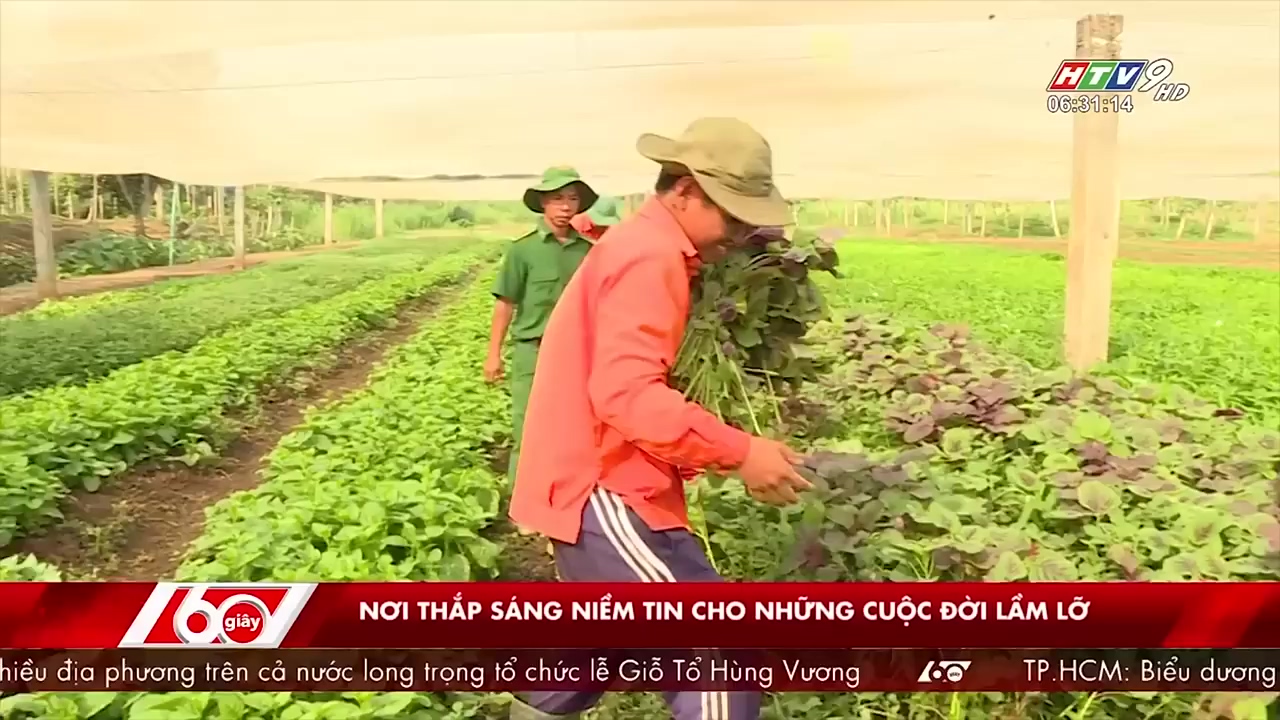 HTV9 HD
06:31:14
60 giây
NƠI THẮP SÁNG NIỀM TIN CHO NHỮNG CUỘC ĐỜI LẦM LỠ
hiều địa phương trên cả nước long trọng tổ chức lễ Giỗ Tổ Hùng Vương 60 giây TP.HCM: Biểu dương